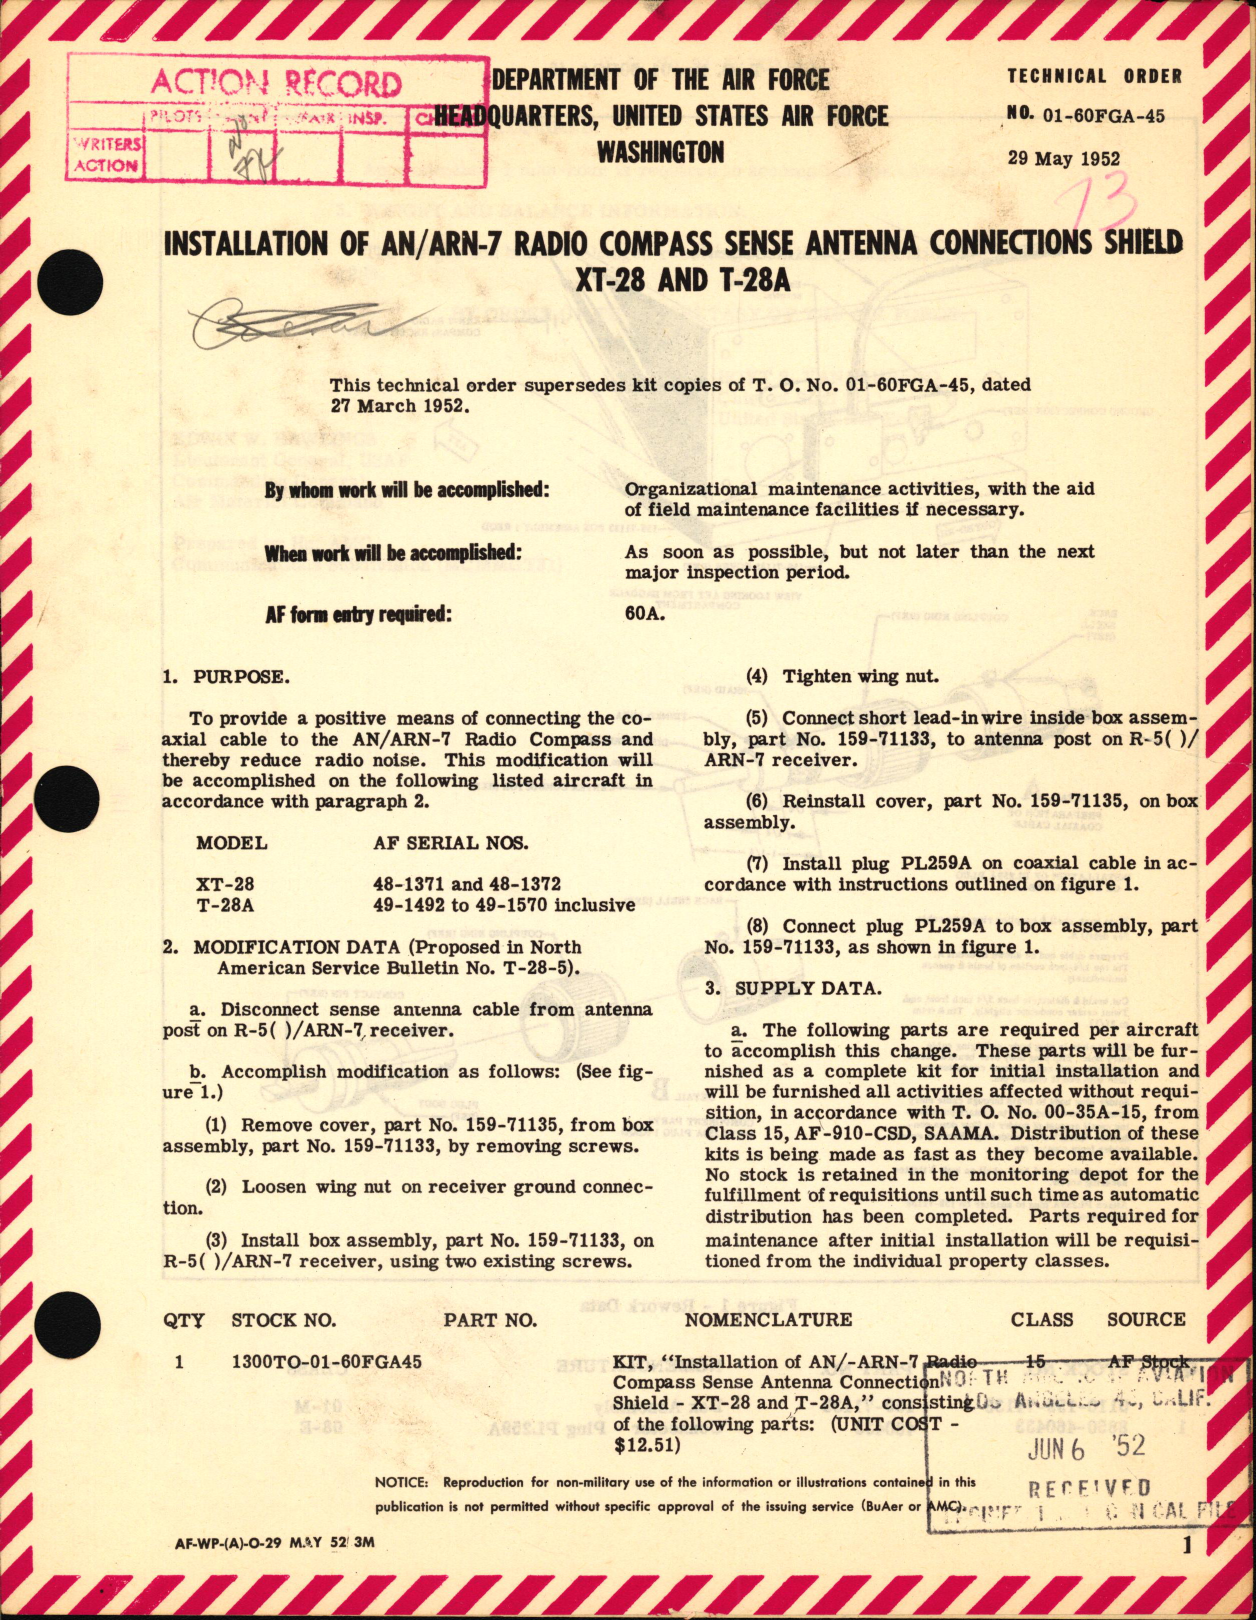 ACTION RECORD
PILOTS INSP.
WRITERS
ACTION
DEPARTMENT OF THE AIR FORCE
HEADQUARTERS, UNITED STATES AIR FORCE
WASHINGTON
TECHNICAL ORDER
NO. 01-60FGA-45
29 May 1952
73
INSTALLATION OF AN/ARN-7 RADIO COMPASS SENSE ANTENNA CONNECTIONS SHIELD
XT-28 AND T-28A
This technical order supersedes kit copies of T. O. No. 01-60FGA-45, dated
27 March 1952.
By whom work will be accomplished: Organizational maintenance activities, with the aid
of field maintenance facilities if necessary.
When work will be accomplished: As soon as possible, but not later than the next
major inspection period.
AF form entry required: 60A.
1. PURPOSE.
To provide a positive means of connecting the co-
axial cable to the AN/ARN-7 Radio Compass and
thereby reduce radio noise. This modification will
be accomplished on the following listed aircraft in
accordance with paragraph 2.
MODEL AF SERIAL NOS.
XT-28 48-1371 and 48-1372
T-28A 49-1492 to 49-1570 inclusive
2. MODIFICATION DATA (Proposed in North
American Service Bulletin No. T-28-5).
a. Disconnect sense antenna cable from antenna
post on R-5( )/ARN-7 receiver.
b. Accomplish modification as follows: (See fig-
ure 1.)
(1) Remove cover, part No. 159-71135, from box
assembly, part No. 159-71133, by removing screws.
(2) Loosen wing nut on receiver ground connec-
tion.
(3) Install box assembly, part No. 159-71133, on
R-5( )/ARN-7 receiver, using two existing screws.
(4) Tighten wing nut.
(5) Connect short lead-in wire inside box assem-
bly, part No. 159-71133, to antenna post on R-5( )/
ARN-7 receiver.
(6) Reinstall cover, part No. 159-71135, on box
assembly.
(7) Install plug PL259A on coaxial cable in ac-
cordance with instructions outlined on figure 1.
(8) Connect plug PL259A to box assembly, part
No. 159-71133, as shown in figure 1.
3. SUPPLY DATA.
a. The following parts are required per aircraft
to accomplish this change. These parts will be fur-
nished as a complete kit for initial installation and
will be furnished all activities affected without requi-
sition, in accordance with T. O. No. 00-35A-15, from
Class 15, AF-910-CSD, SAAMA. Distribution of these
kits is being made as fast as they become available.
No stock is retained in the monitoring depot for the
fulfillment of requisitions until such time as automatic
distribution has been completed. Parts required for
maintenance after initial installation will be requisi-
tioned from the individual property classes.
QTY STOCK NO. PART NO. NOMENCLATURE CLASS SOURCE
1 1300TO-01-60FGA45 KIT, "Installation of AN/-ARN-7 Radio 15 AF Stock
Compass Sense Antenna Connection
Shield - XT-28 and T-28A," consisting
of the following parts: (UNIT COST -
$12.51)
NORTH AVIATION
LOS ANGELES 45, CALIF.
JUN 6 '52
RECEIVED
FILE
NOTICE: Reproduction for non-military use of the information or illustrations contained in this
publication is not permitted without specific approval of the issuing service (BuAer or AMC).
AF-WP-(A)-O-29 MAY 52 3M
1